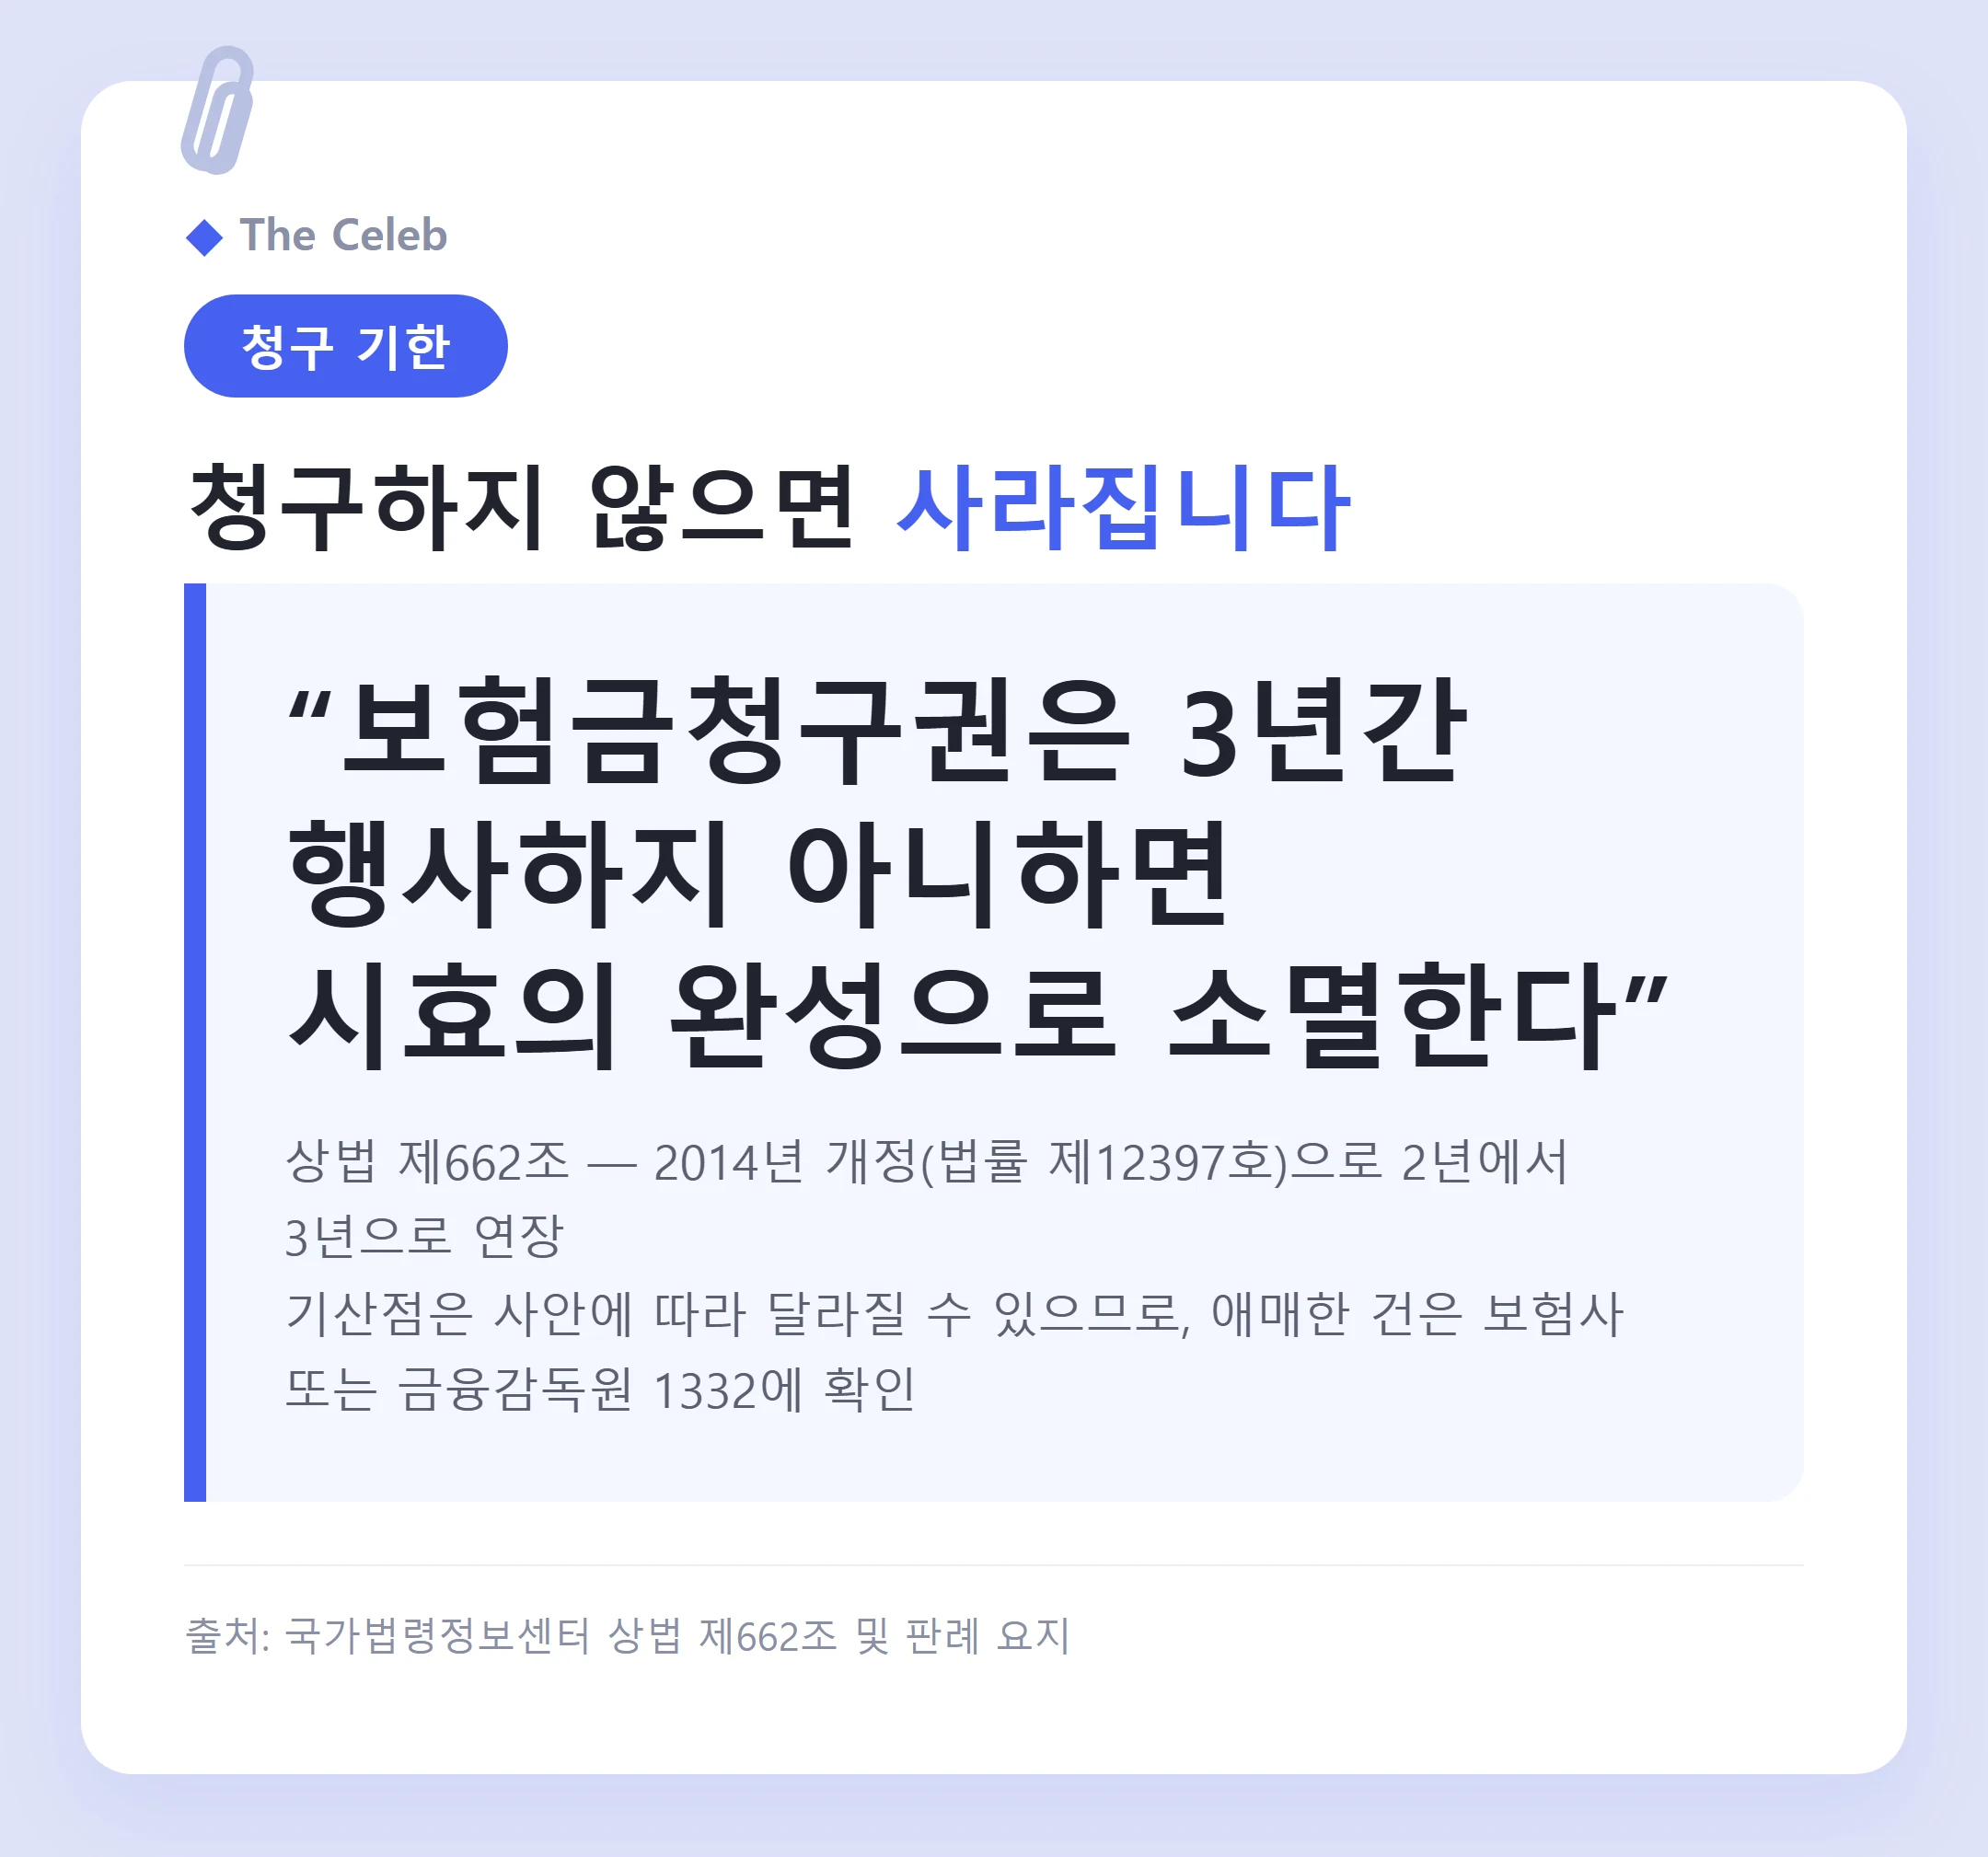 The Celeb
청구 기한
청구하지 않으면 사라집니다
“보험금청구권은 3년간
행사하지 아니하면
시효의 완성으로 소멸한다”
상법 제662조 — 2014년 개정(법률 제12397호)으로 2년에서
3년으로 연장
기산점은 사안에 따라 달라질 수 있으므로, 애매한 건은 보험사
또는 금융감독원 1332에 확인
출처: 국가법령정보센터 상법 제662조 및 판례 요지